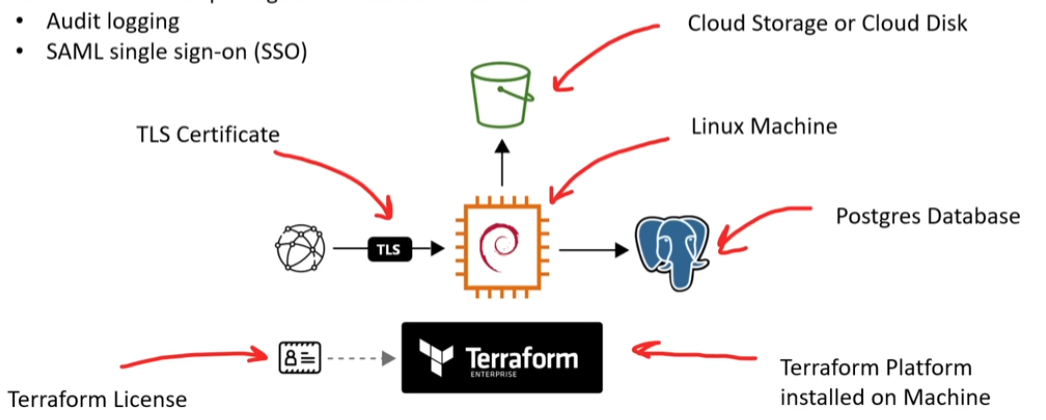 • Audit logging
• SAML single sign-on (SSO)
Cloud Storage or Cloud Disk
TLS Certificate
Linux Machine
Postgres Database
TLS
Terraform
ENTERPRISE
Terraform License
Terraform Platform
installed on Machine